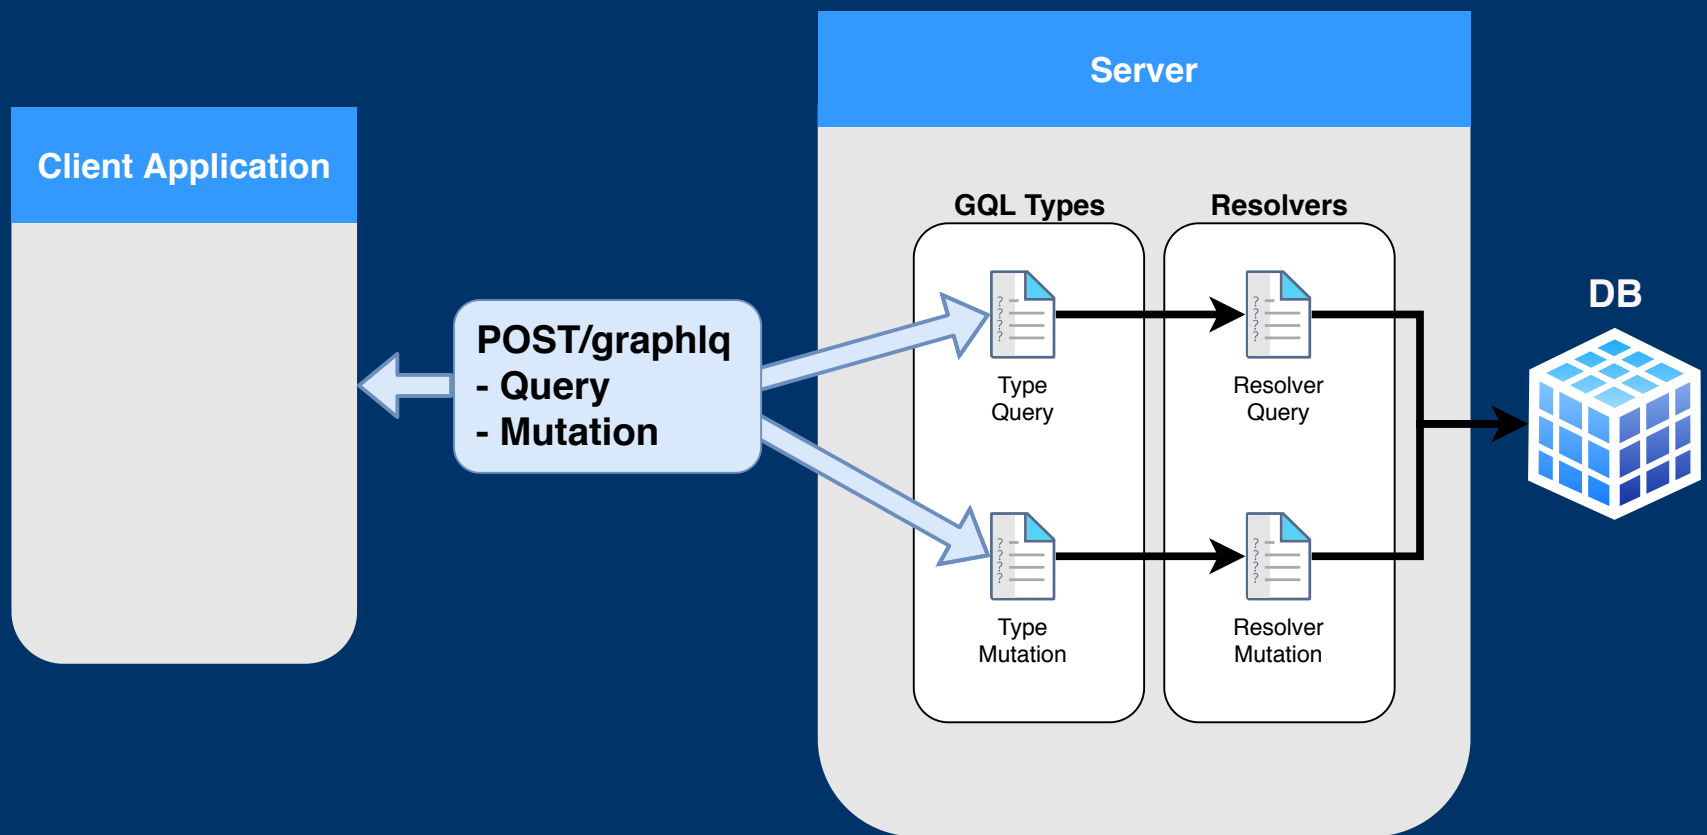 Server
Client Application
GQL Types
Resolvers
POST/graphlq
- Query
- Mutation
?
?
?
?
Type
Query
?
?
?
?
Resolver
Query
DB
?
?
?
?
Type
Mutation
?
?
?
?
Resolver
Mutation